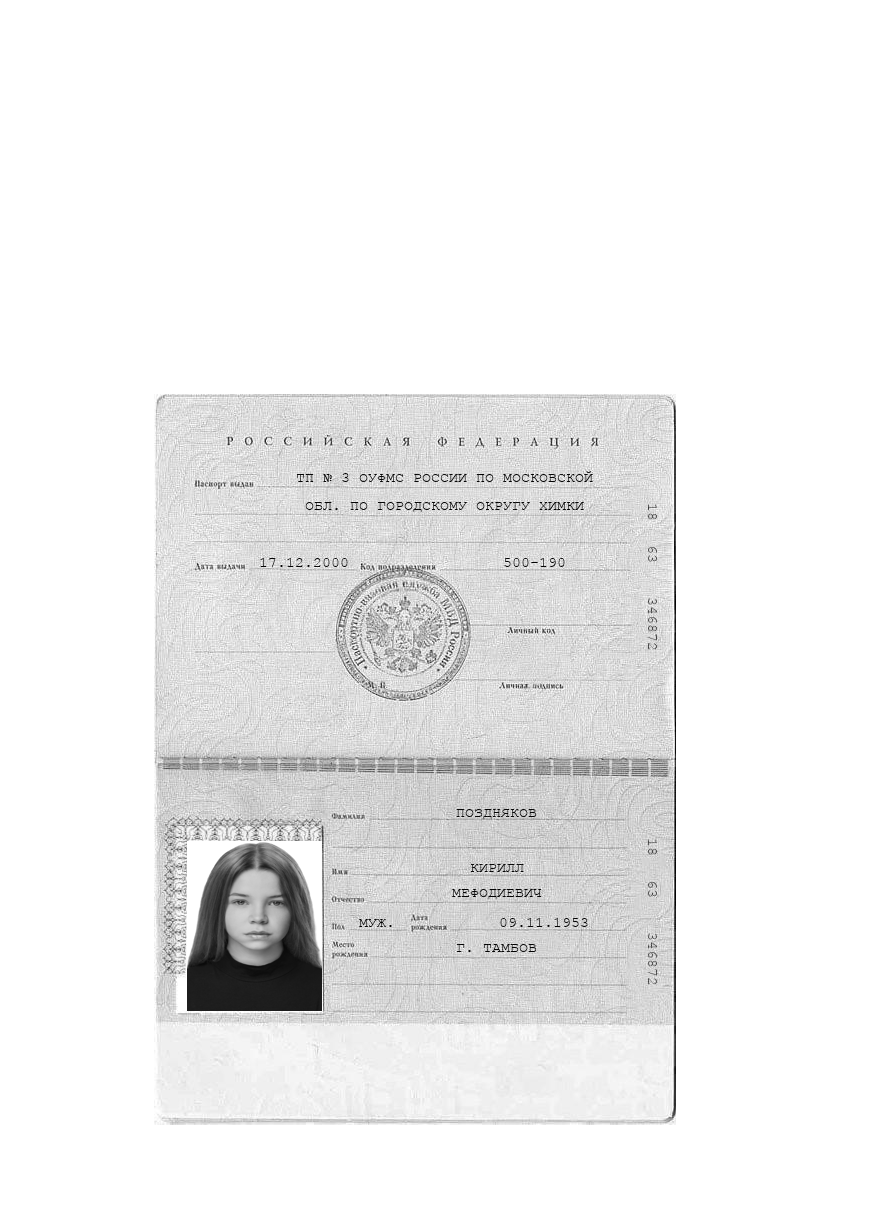 РОССИЙСКАЯ ФЕДЕРАЦИЯ
Паспорт выдан ТП № 3 ОУФМС РОССИИ ПО МОСКОВСКОЙ
ОБЛ. ПО ГОРОДСКОМУ ОКРУГУ ХИМКИ
Дата выдачи 17.12.2000 Код подразделения 500-190
Личный код
Паспортно-визовая служба МВД России
М. П. Личная подпись
18 63 346872
Фамилия ПОЗДНЯКОВ
Имя КИРИЛЛ
Отчество МЕФОДИЕВИЧ
Пол МУЖ. Дата рождения 09.11.1953
Место рождения Г. ТАМБОВ
18 63 346872